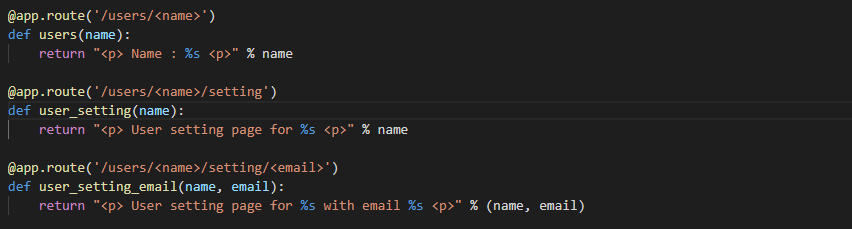 @app.route('/users/<name>')
def users(name):
    return "<p> Name : %s <p>" % name

@app.route('/users/<name>/setting')
def user_setting(name):
    return "<p> User setting page for %s <p>" % name

@app.route('/users/<name>/setting/<email>')
def user_setting_email(name, email):
    return "<p> User setting page for %s with email %s <p>" % (name, email)